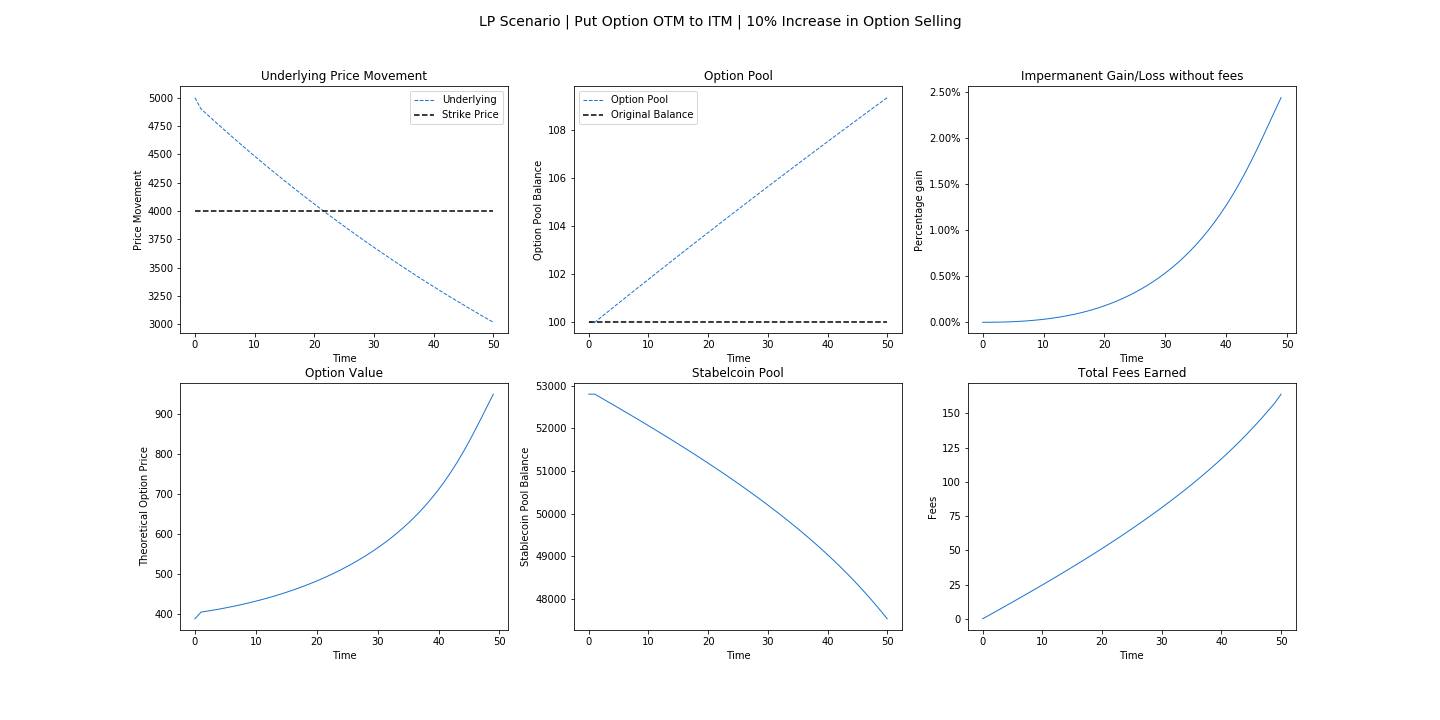 LP Scenario | Put Option OTM to ITM | 10% Increase in Option Selling
Underlying Price Movement
5000
4750
4500
4250
4000
3750
3500
3250
3000
Price Movement
Underlying
Strike Price
0 10 20 30 40 50
Time
Option Pool
108
106
104
102
100
Option Pool Balance
Option Pool
Original Balance
0 10 20 30 40 50
Time
Impermanent Gain/Loss without fees
2.50%
2.00%
1.50%
1.00%
0.50%
0.00%
Percentage gain
0 10 20 30 40 50
Time
Option Value
900
800
700
600
500
400
Theoretical Option Price
0 10 20 30 40 50
Time
Stabelcoin Pool
53000
52000
51000
50000
49000
48000
Stablecoin Pool Balance
0 10 20 30 40 50
Time
Total Fees Earned
150
125
100
75
50
25
0
Fees
0 10 20 30 40 50
Time